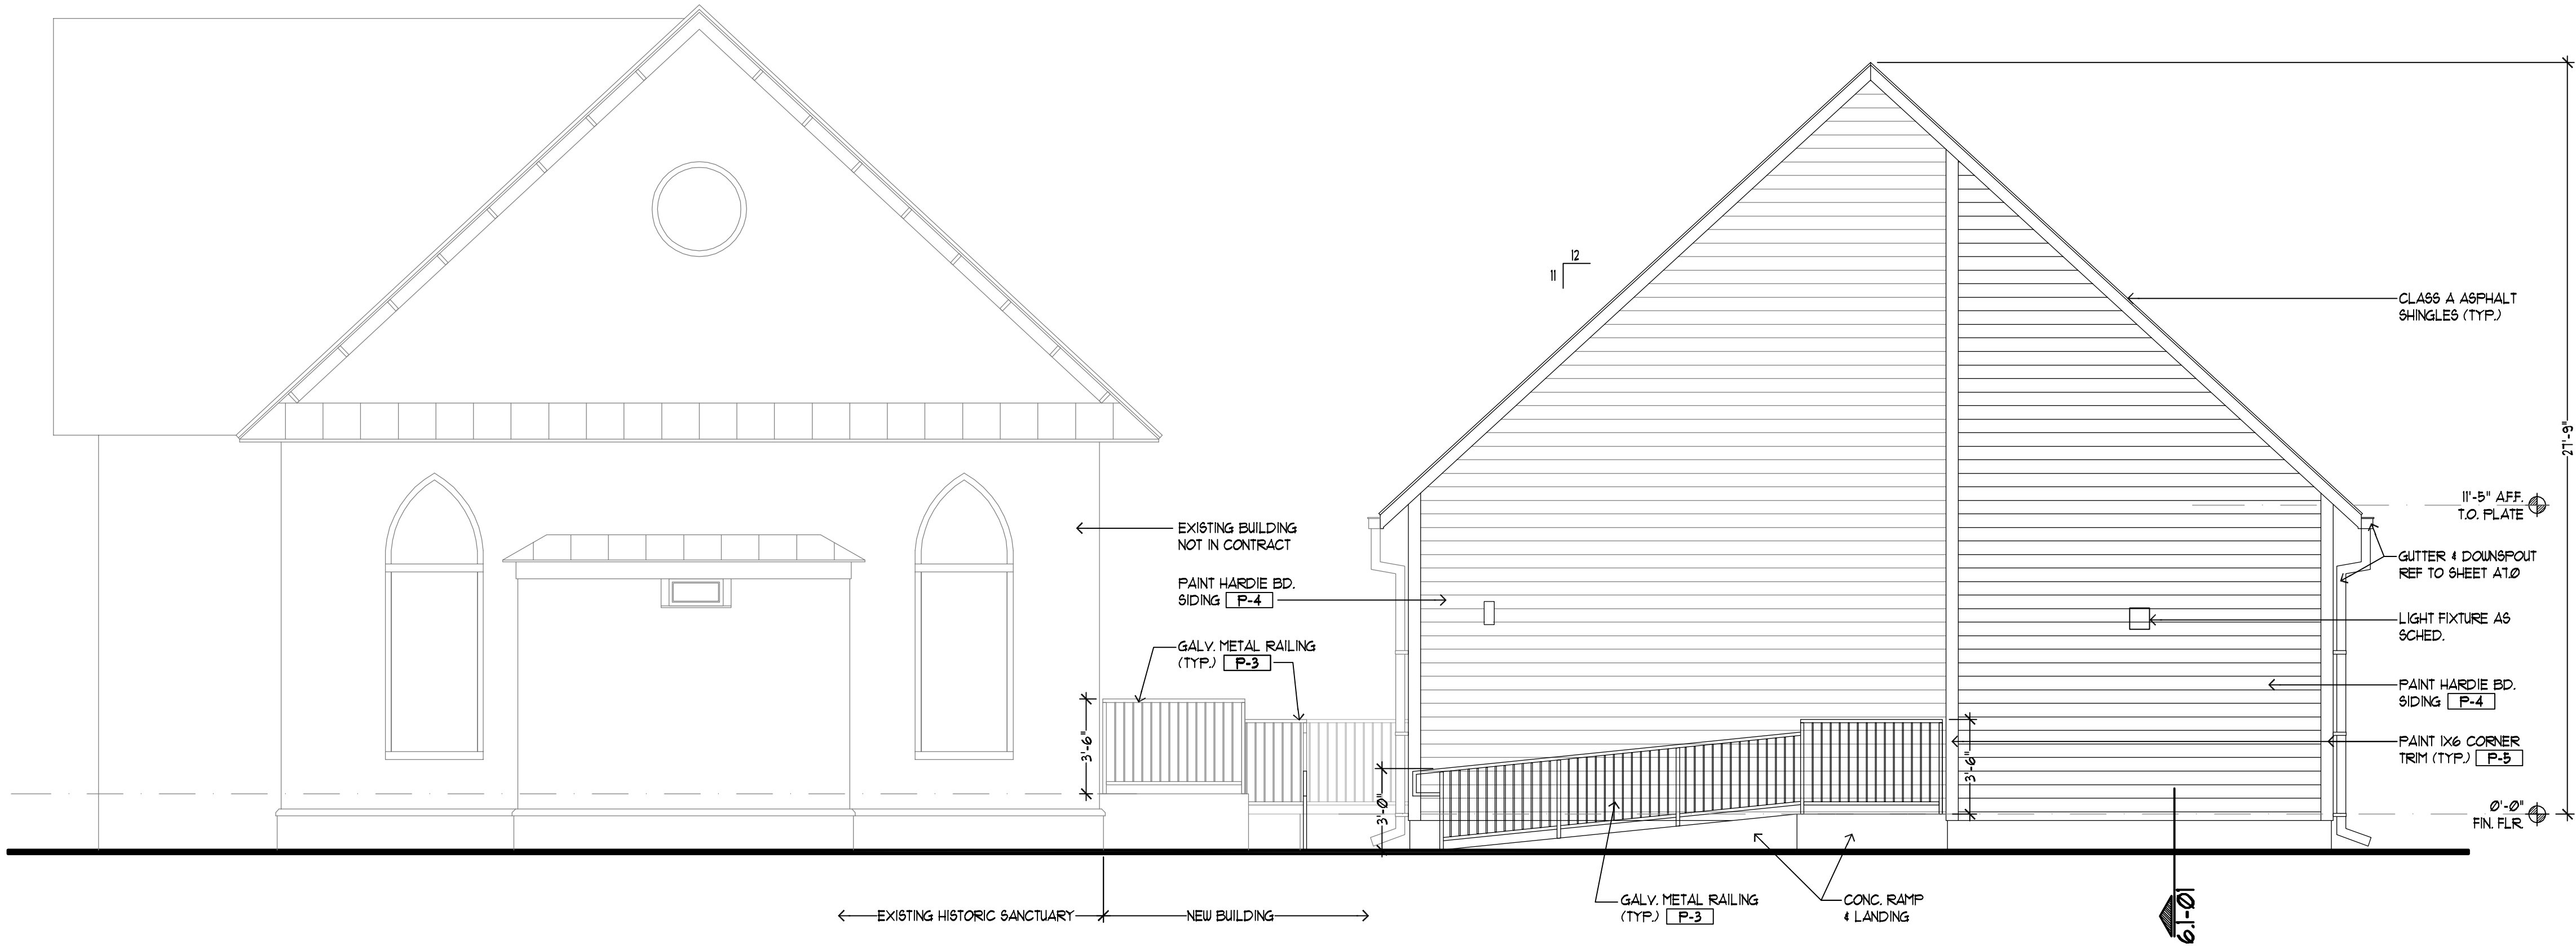 12
11
CLASS A ASPHALT
SHINGLES (TYP.)
27'-9"
11'-5" A.F.F.
T.O. PLATE
EXISTING BUILDING
NOT IN CONTRACT
GUTTER & DOWNSPOUT
REF TO SHEET A7.0
PAINT HARDIE BD.
SIDING P-4
LIGHT FIXTURE AS
SCHED.
GALV. METAL RAILING
(TYP.) P-3
PAINT HARDIE BD.
SIDING P-4
3'-6"
PAINT 1X6 CORNER
TRIM (TYP.) P-5
3'-6"
3'-0"
0'-0"
FIN. FLR
GALV. METAL RAILING
(TYP.) P-3
CONC. RAMP
& LANDING
EXISTING HISTORIC SANCTUARY
NEW BUILDING
6.1-01